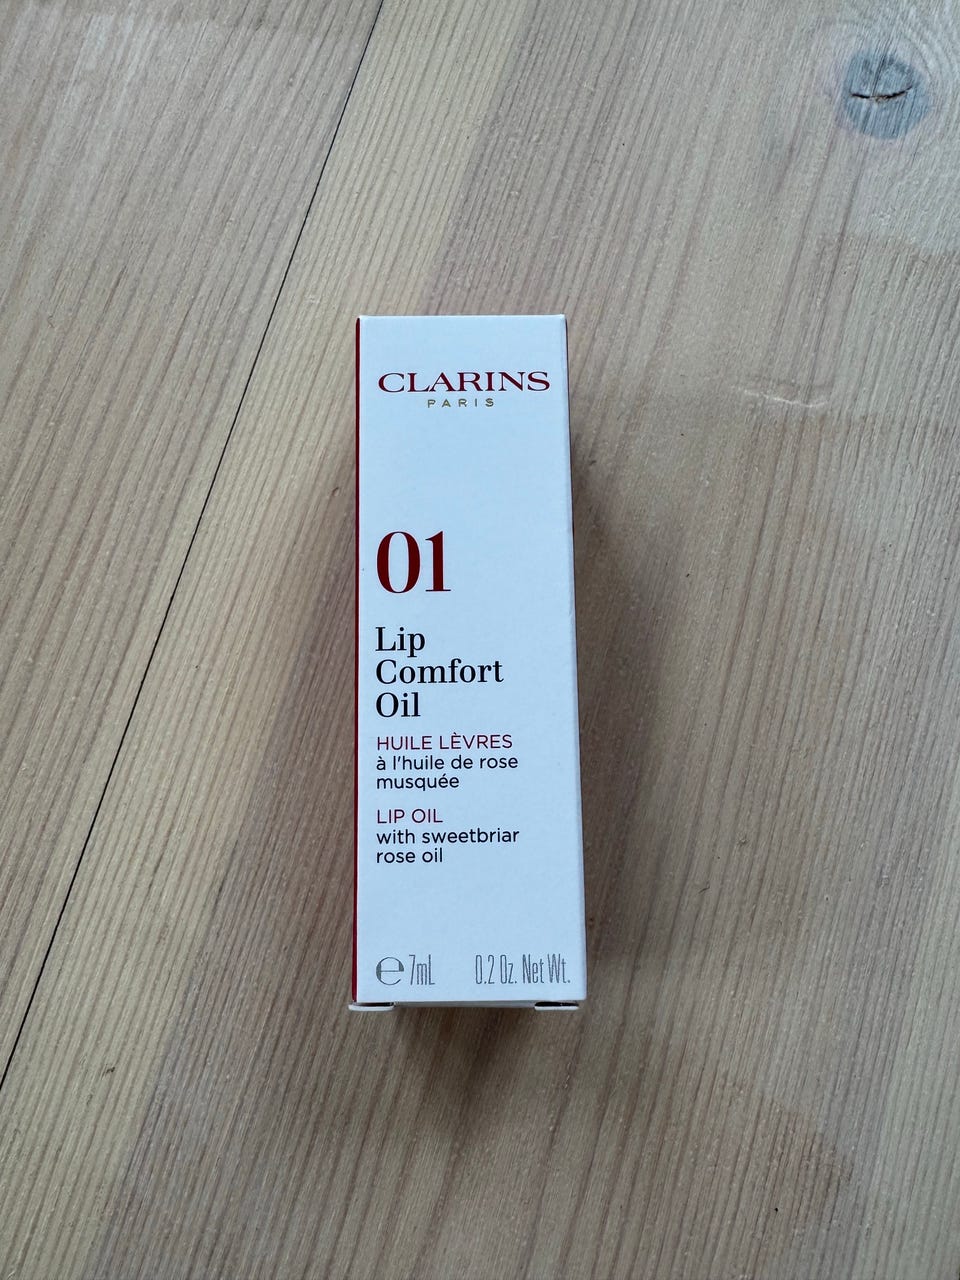 CLARINS
PARIS
01
Lip
Comfort
Oil
HUILE LÈVRES
à l'huile de rose
musquée
LIP OIL
with sweetbriar
rose oil
℮ 7mL 0.2 Oz. Net Wt.